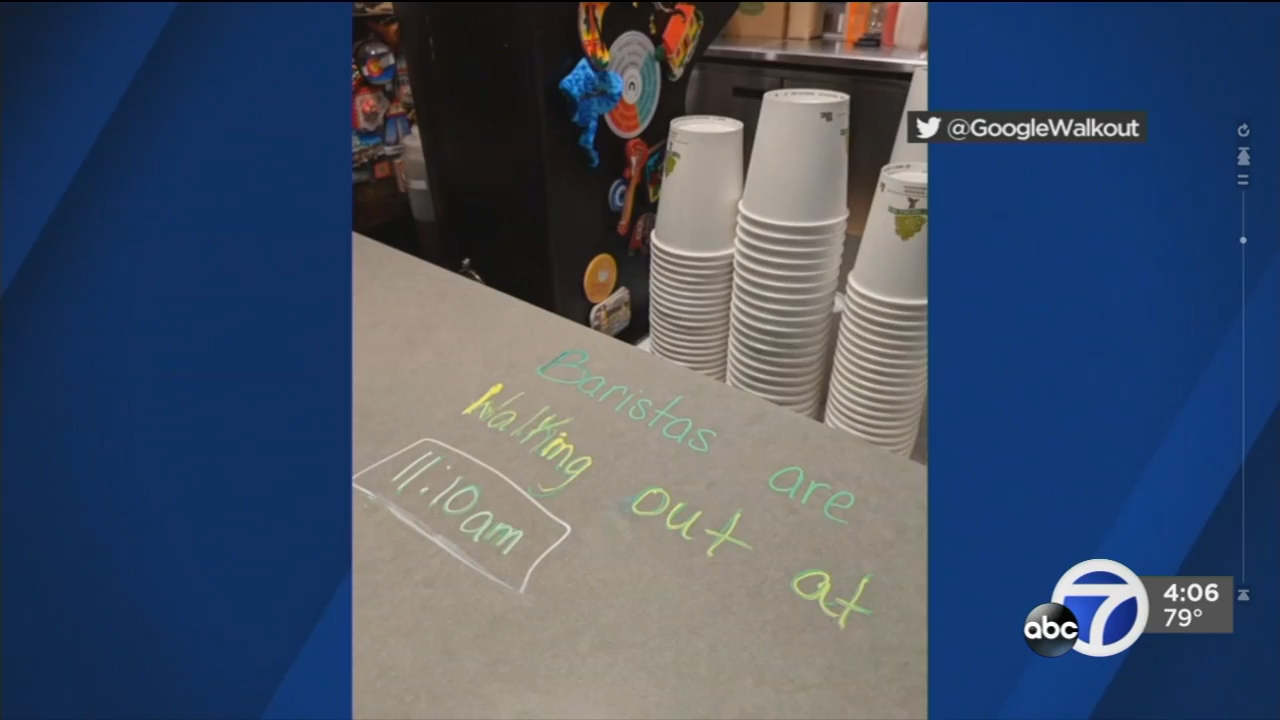 @GoogleWalkout
Baristas are
walking out at
11:10am
abc 7
4:06
79°